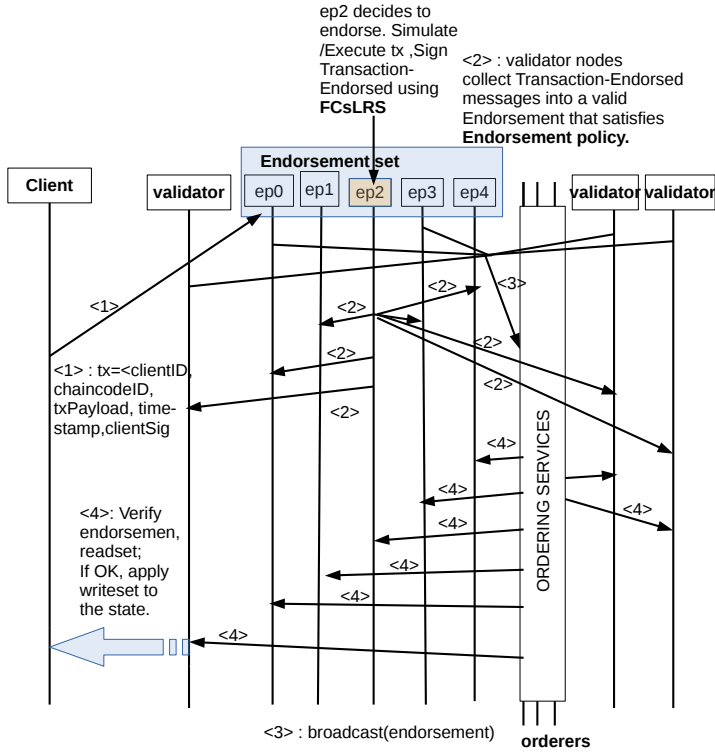 ep2 decides to
endorse. Simulate
/Execute tx ,Sign
Transaction-
Endorsed using
FCsLRS
<2> : validator nodes
collect Transaction-Endorsed
messages into a valid
Endorsement that satisfies
Endorsement policy.
Endorsement set
Client
validator
ep0
ep1
ep2
ep3
ep4
validator
validator
<1>
<2>
<2>
<3>
<2>
<2>
<2>
<2>
<1> : tx=<clientID,
chaincodeID,
txPayload, time-
stamp,clientSig
ORDERING SERVICES
<4>
<4>
<4>
<4>
<4>
<4>
<4>
<4>: Verify
endorsemen,
readset;
If OK, apply
writeset to
the state.
<3> : broadcast(endorsement)
orderers